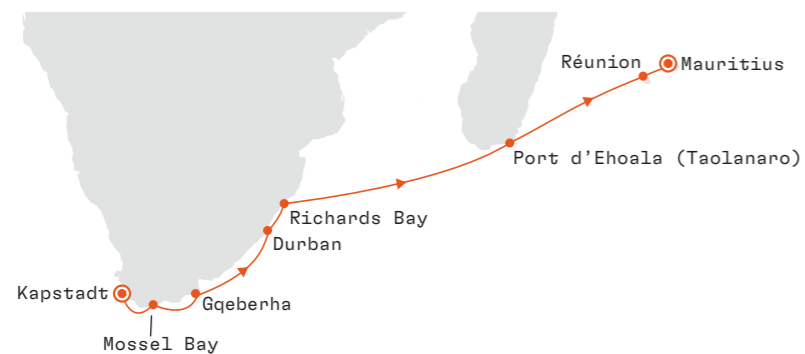 Réunion
Mauritius
Port d'Ehoala (Taolanaro)
Richards Bay
Durban
Kapstadt
Gqeberha
Mossel Bay